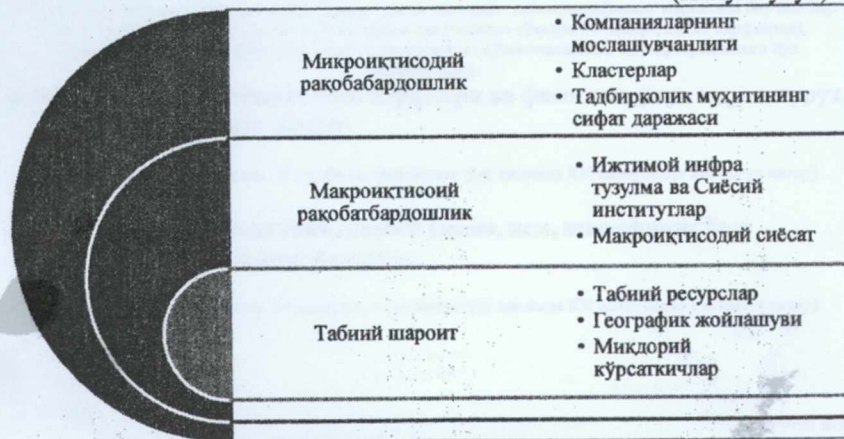 Микроиқтисодий
рақобабардошлик
• Компанияларнинг
мослашувчанлиги
• Кластерлар
• Тадбирколик муҳитининг
сифат даражаси
Макроиқтисоий
рақобатбардошлик
• Ижтимой инфра
тузулма ва Сиёсий
институтлар
• Макроиқтисодий сиёсат
Табиий шароит
• Табиий ресурслар
• Географик жойлашуви
• Миқдорий
кўрсаткичлар